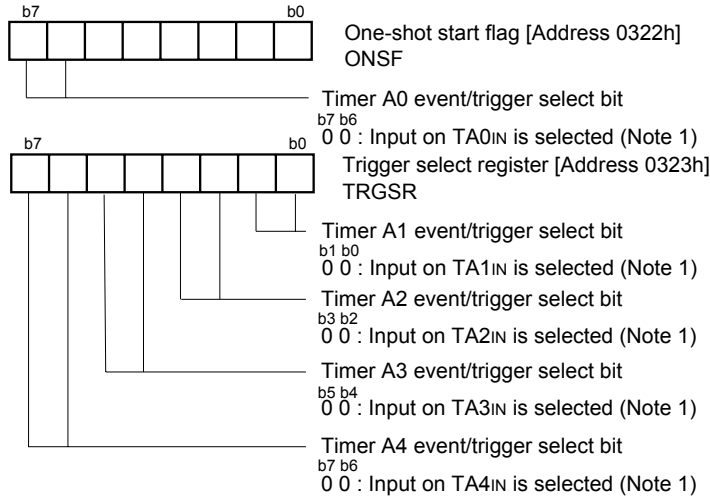 b7 b0
One-shot start flag [Address 0322h]
ONSF
Timer A0 event/trigger select bit
b7 b6
0 0 : Input on TA0IN is selected (Note 1)
b7 b0
Trigger select register [Address 0323h]
TRGSR
Timer A1 event/trigger select bit
b1 b0
0 0 : Input on TA1IN is selected (Note 1)
Timer A2 event/trigger select bit
b3 b2
0 0 : Input on TA2IN is selected (Note 1)
Timer A3 event/trigger select bit
b5 b4
0 0 : Input on TA3IN is selected (Note 1)
Timer A4 event/trigger select bit
b7 b6
0 0 : Input on TA4IN is selected (Note 1)